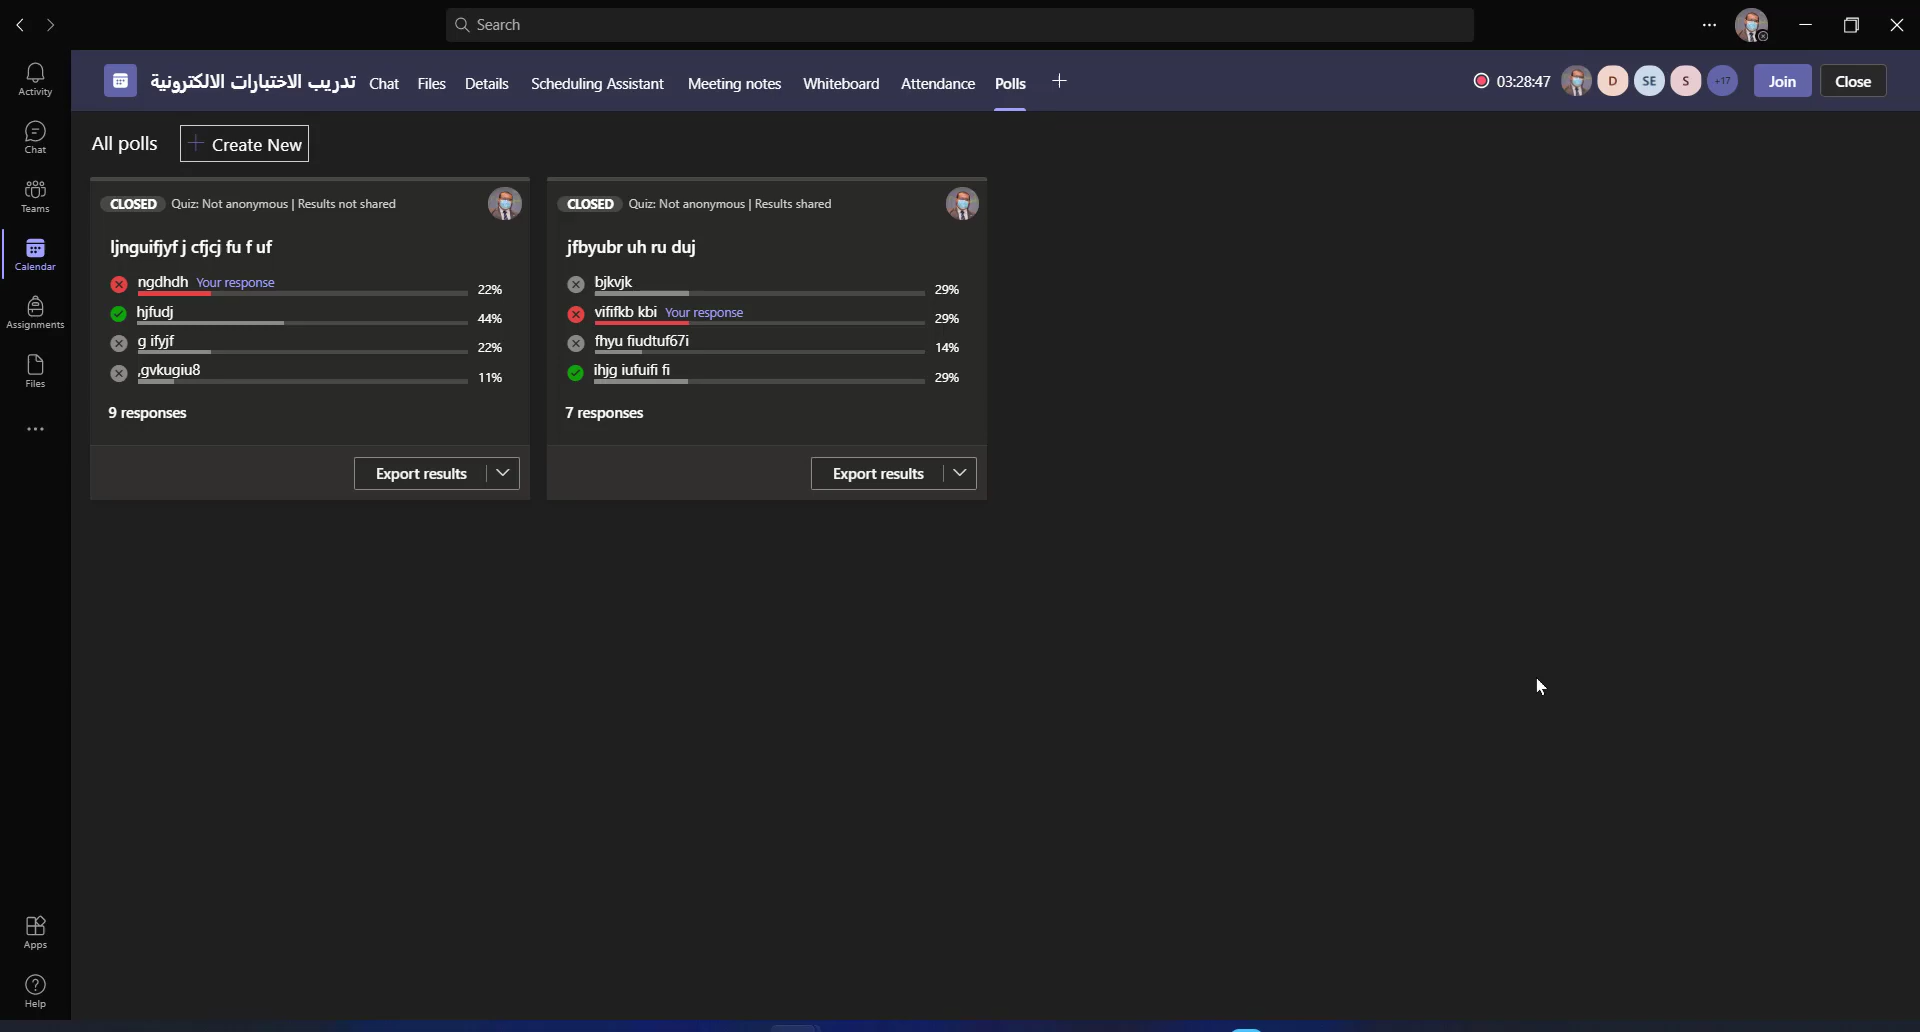 Search
تدريب الاختبارات الالكترونية
Chat
Files
Details
Scheduling Assistant
Meeting notes
Whiteboard
Attendance
Polls
03:28:47
D
SE
S
+17
Join
Close
Activity
Chat
Teams
Calendar
Assignments
Files
Apps
Help
All polls
Create New
CLOSED Quiz: Not anonymous | Results not shared
ljnguifjyf j cfjcj fu f uf
ngdhdh Your response 22%
hjfudj 44%
g ifyjf 22%
,gvkugiu8 11%
9 responses
Export results
CLOSED Quiz: Not anonymous | Results shared
jfbyubr uh ru duj
bjkvjk 29%
vififkb kbi Your response 29%
fhyu fiudtuf67i 14%
ihjg iufuifi fi 29%
7 responses
Export results